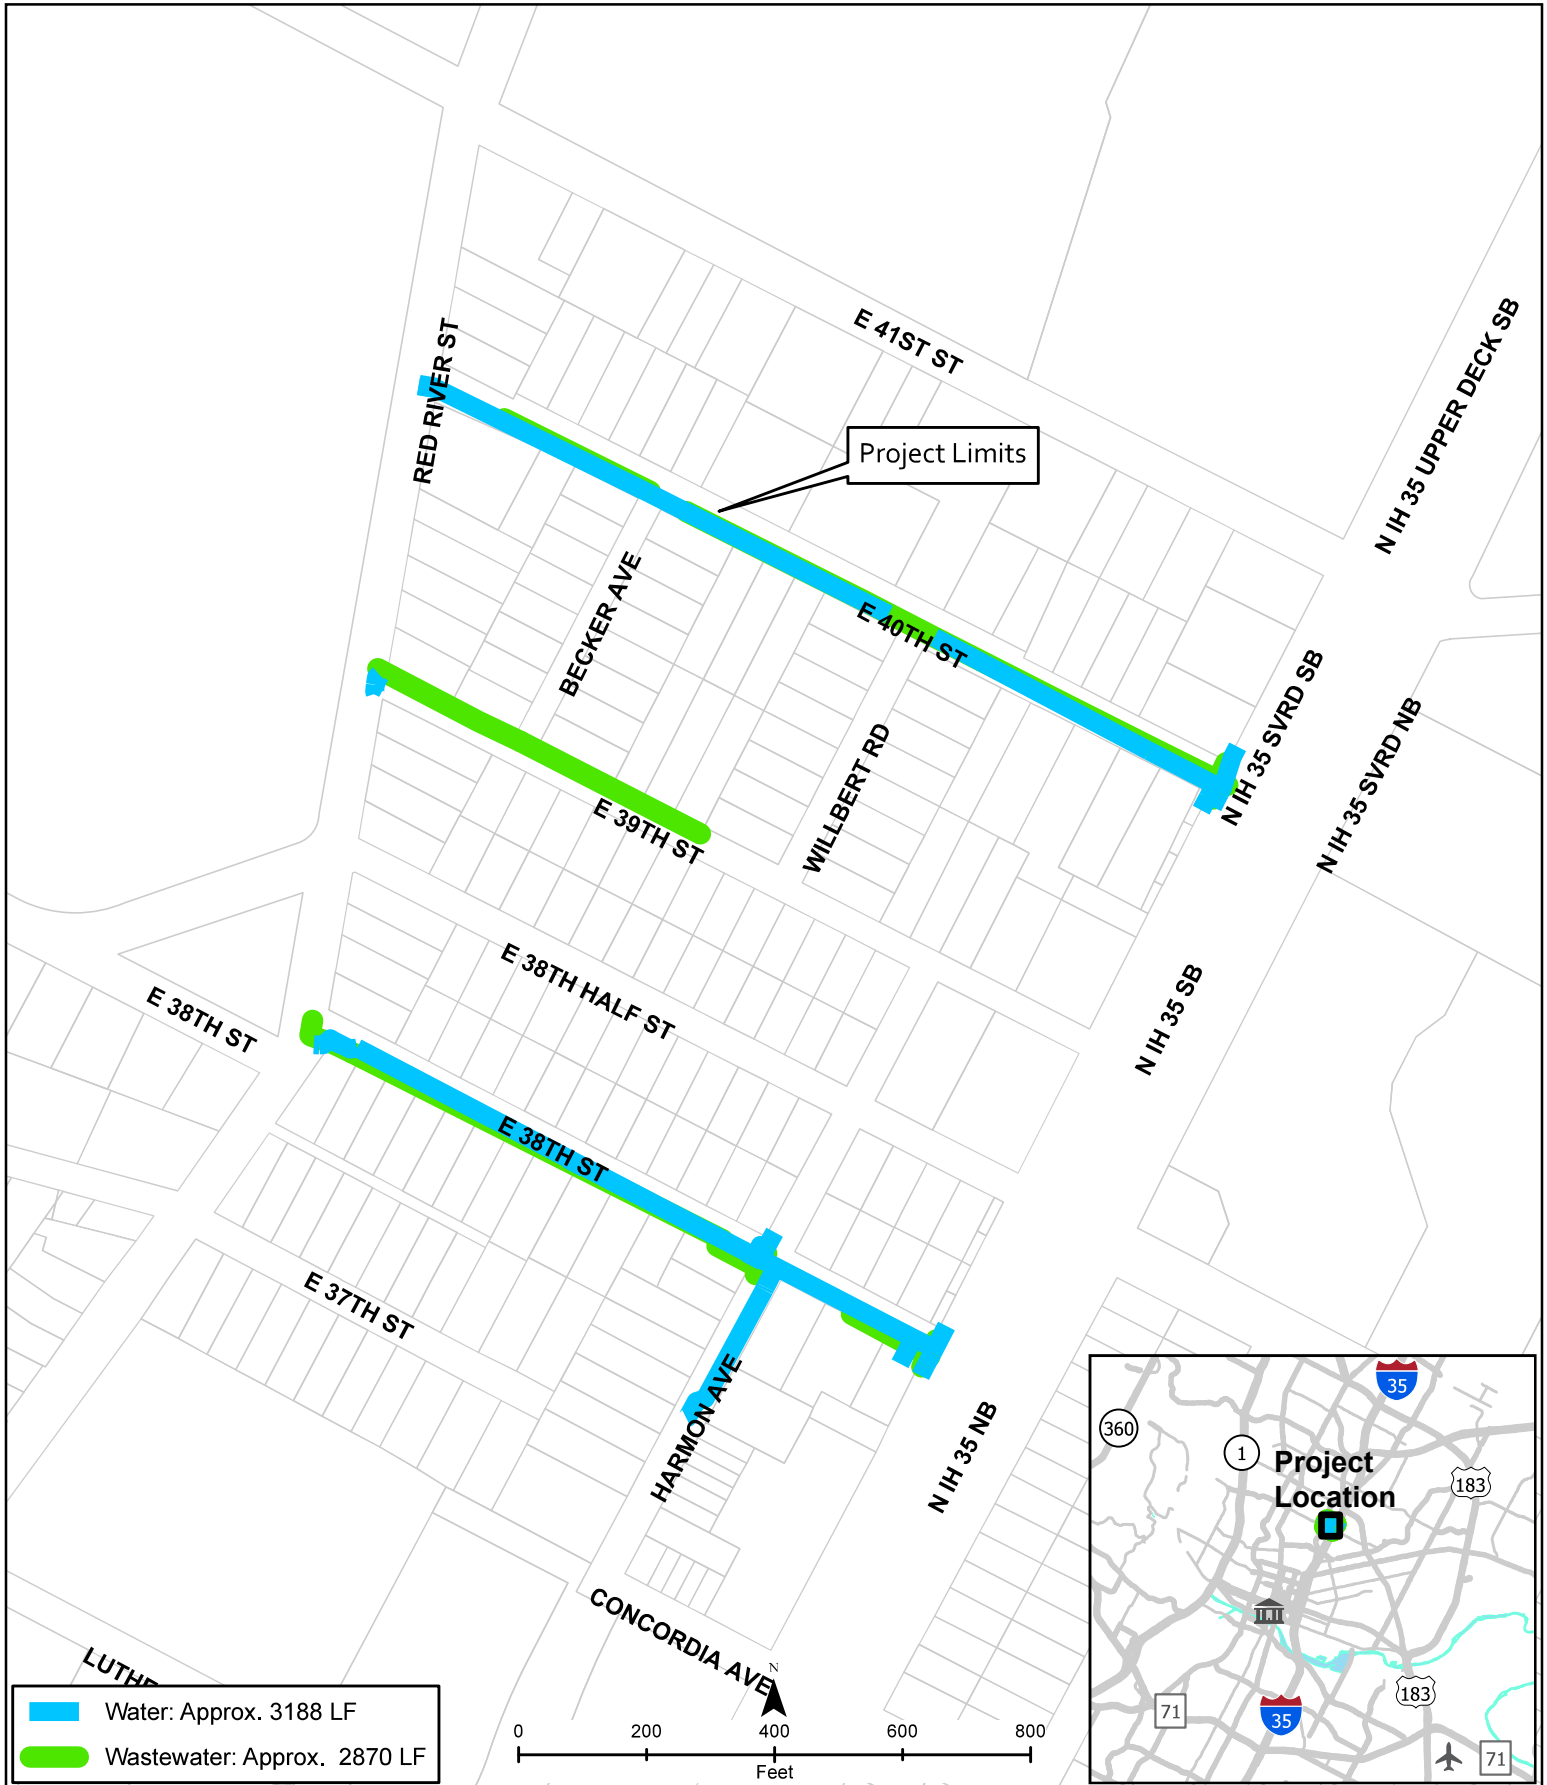 E 41ST ST
N IH 35 UPPER DECK SB
RED RIVER ST
Project Limits
BECKER AVE
E 40TH ST
N IH 35 SVRD SB
N IH 35 SVRD NB
WILLBERT RD
E 39TH ST
E 38TH HALF ST
N IH 35 SB
E 38TH ST
E 38TH ST
E 37TH ST
HARMON AVE
N IH 35 NB
CONCORDIA AVE
LUTHE
Water: Approx. 3188 LF
Wastewater: Approx. 2870 LF
N
0 200 400 600 800
Feet
35
360
1
Project
Location
183
183
71
35
71